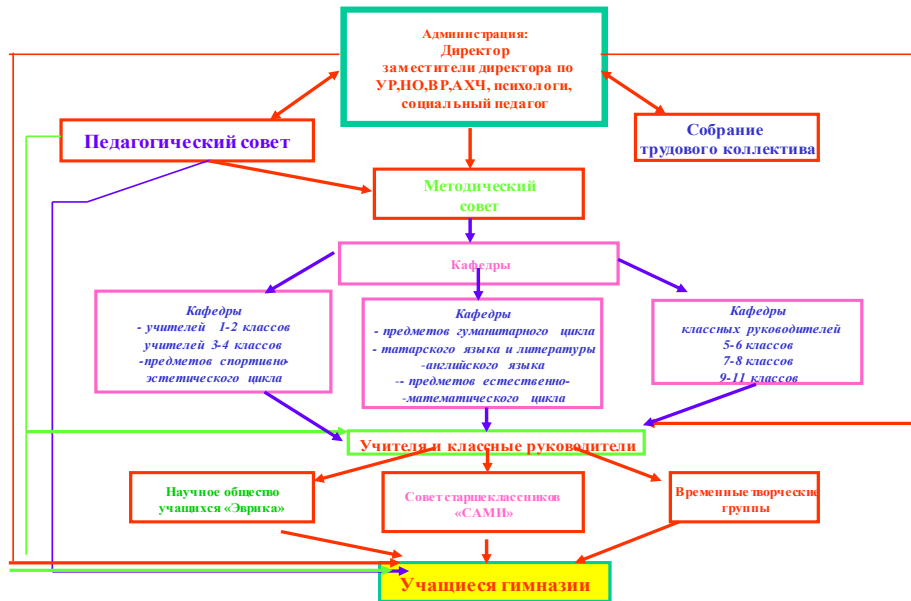 Администрация:
Директор
заместители директора по
УР,НО,ВР,АХЧ, психологи,
социальный педагог
Педагогический совет
Собрание
трудового коллектива
Методический
совет
Кафедры
Кафедры
- учителей 1-2 классов
учителей 3-4 классов
-предметов спортивно-
эстетического цикла
Кафедры
- предметов гуманитарного цикла
- татарского языка и литературы
-английского языка
-- предметов естественно-
-математического цикла
Кафедры
классных руководителей
5-6 классов
7-8 классов
9-11 классов
Учителя и классные руководители
Научное общество
учащихся «Эврика»
Совет старшеклассников
«САМИ»
Временные творческие
группы
Учащиеся гимназии